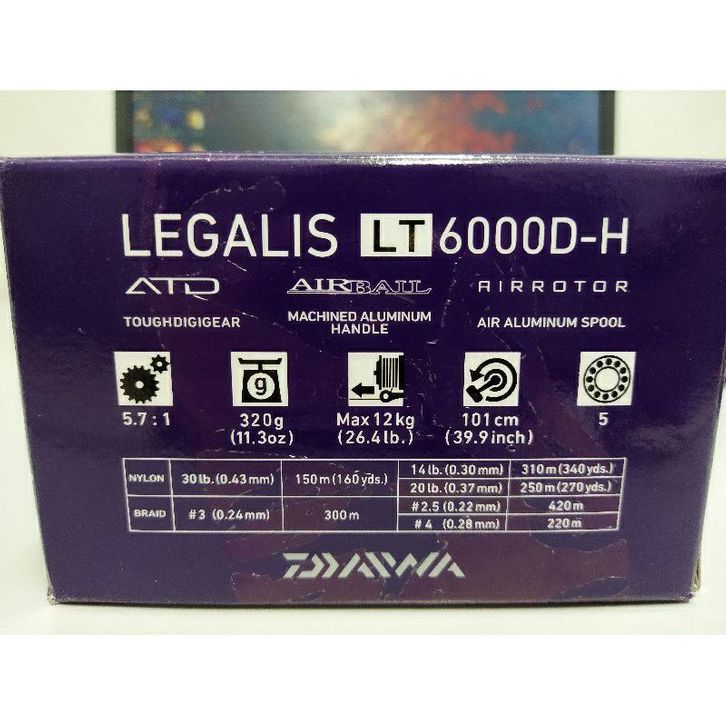 LEGALIS LT 6000D-H
ATD AIRBAIL AIRROTOR
TOUGHDIGIGEAR MACHINED ALUMINUM HANDLE AIR ALUMINUM SPOOL
g
5.7 : 1 320g (11.3oz) Max 12kg (26.4lb.) 101cm (39.9inch) 5
NYLON 30lb. (0.43mm) 150m (160yds.) 14lb. (0.30mm) 310m (340yds.)
20lb. (0.37mm) 250m (270yds.)
BRAID #3 (0.24mm) 300m #2.5 (0.22mm) 420m
#4 (0.28mm) 220m
DAIWA